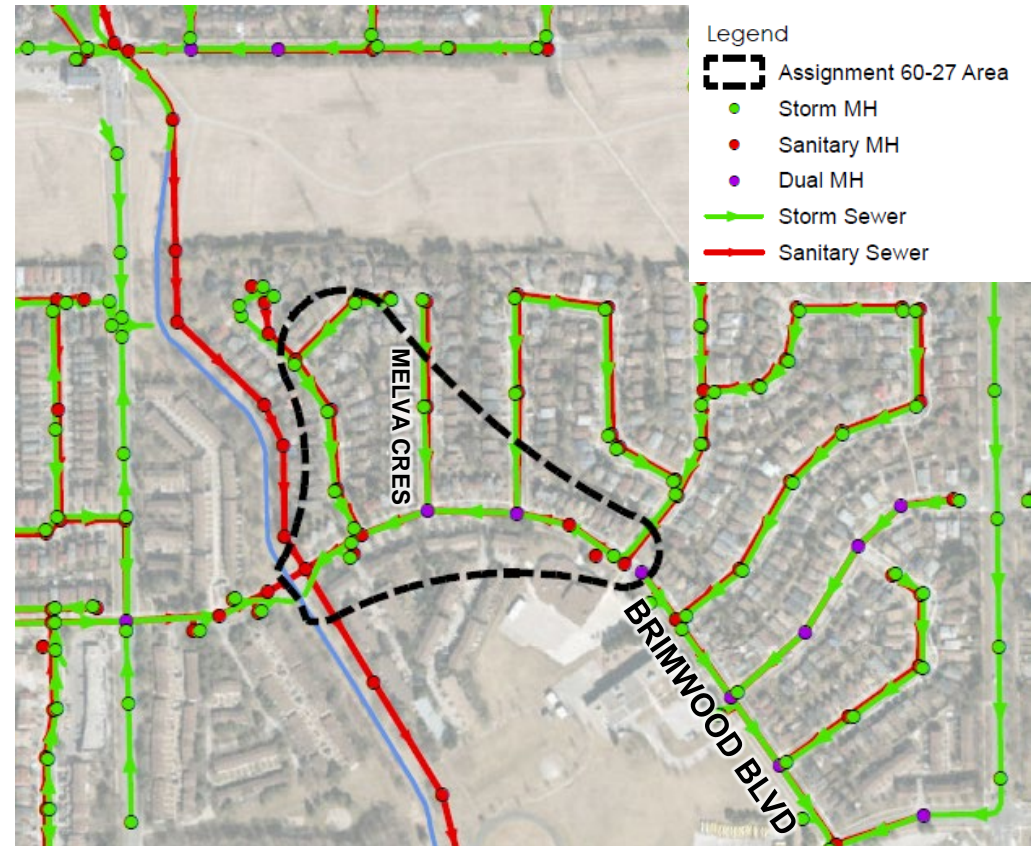 Legend
Assignment 60-27 Area
Storm MH
Sanitary MH
Dual MH
Storm Sewer
Sanitary Sewer
MELVA CRES
BRIMWOOD BLVD